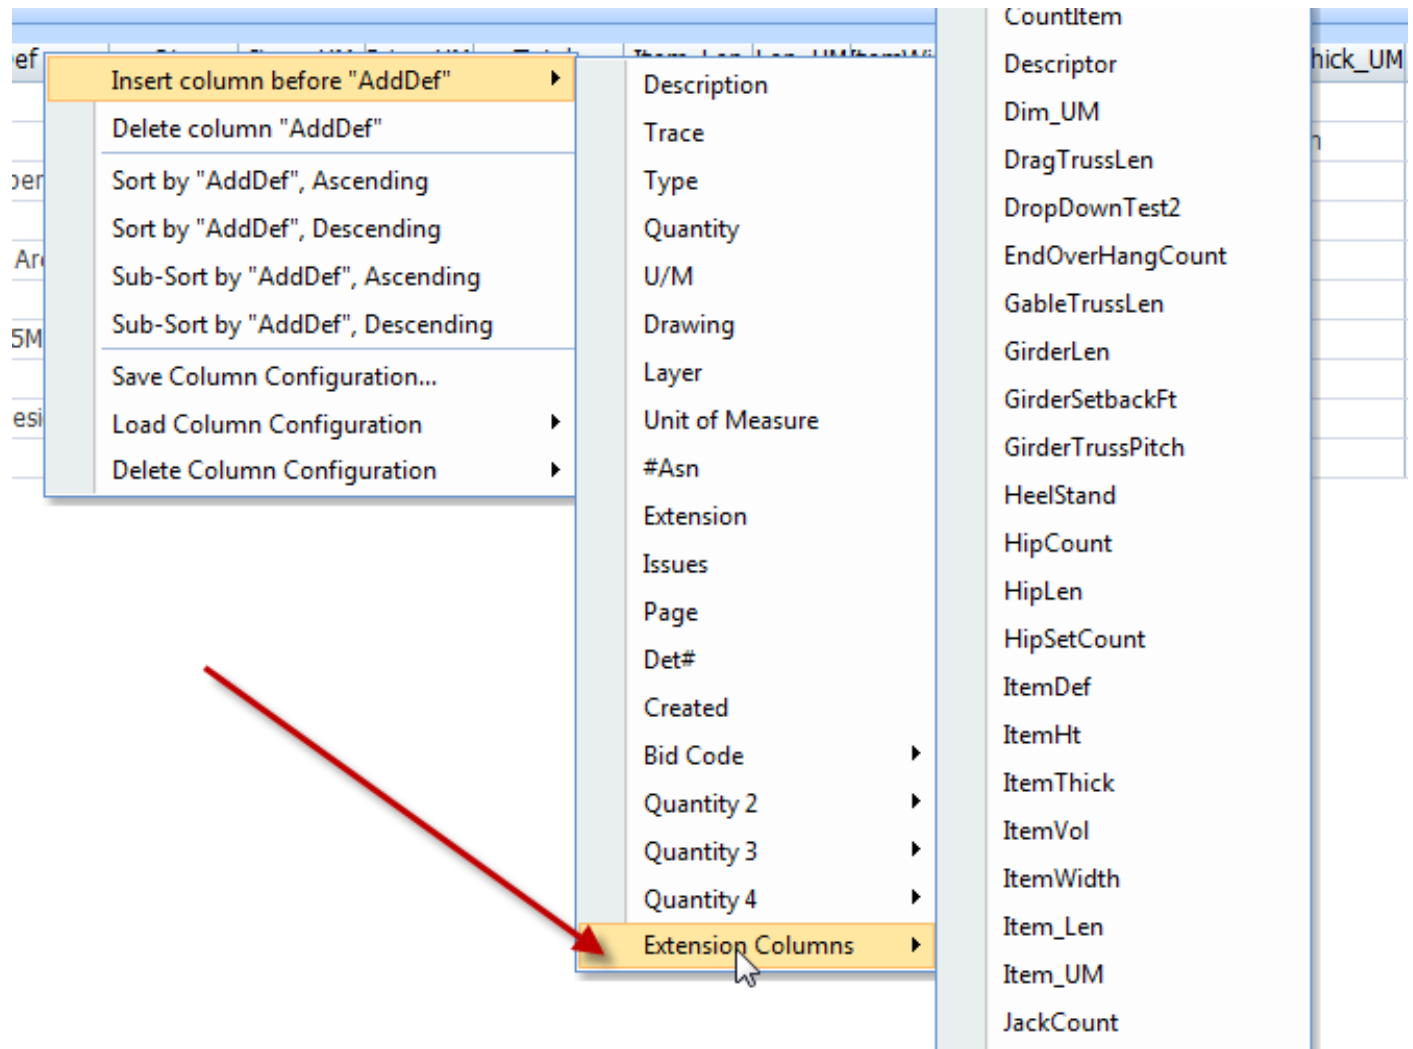 ef
hick_UM
Insert column before "AddDef"
Delete column "AddDef"
Sort by "AddDef", Ascending
Sort by "AddDef", Descending
Sub-Sort by "AddDef", Ascending
Sub-Sort by "AddDef", Descending
Save Column Configuration...
Load Column Configuration
Delete Column Configuration
Description
Trace
Type
Quantity
U/M
Drawing
Layer
Unit of Measure
#Asn
Extension
Issues
Page
Det#
Created
Bid Code
Quantity 2
Quantity 3
Quantity 4
Extension Columns
CountItem
Descriptor
Dim_UM
DragTrussLen
DropDownTest2
EndOverHangCount
GableTrussLen
GirderLen
GirderSetbackFt
GirderTrussPitch
HeelStand
HipCount
HipLen
HipSetCount
ItemDef
ItemHt
ItemThick
ItemVol
ItemWidth
Item_Len
Item_UM
JackCount